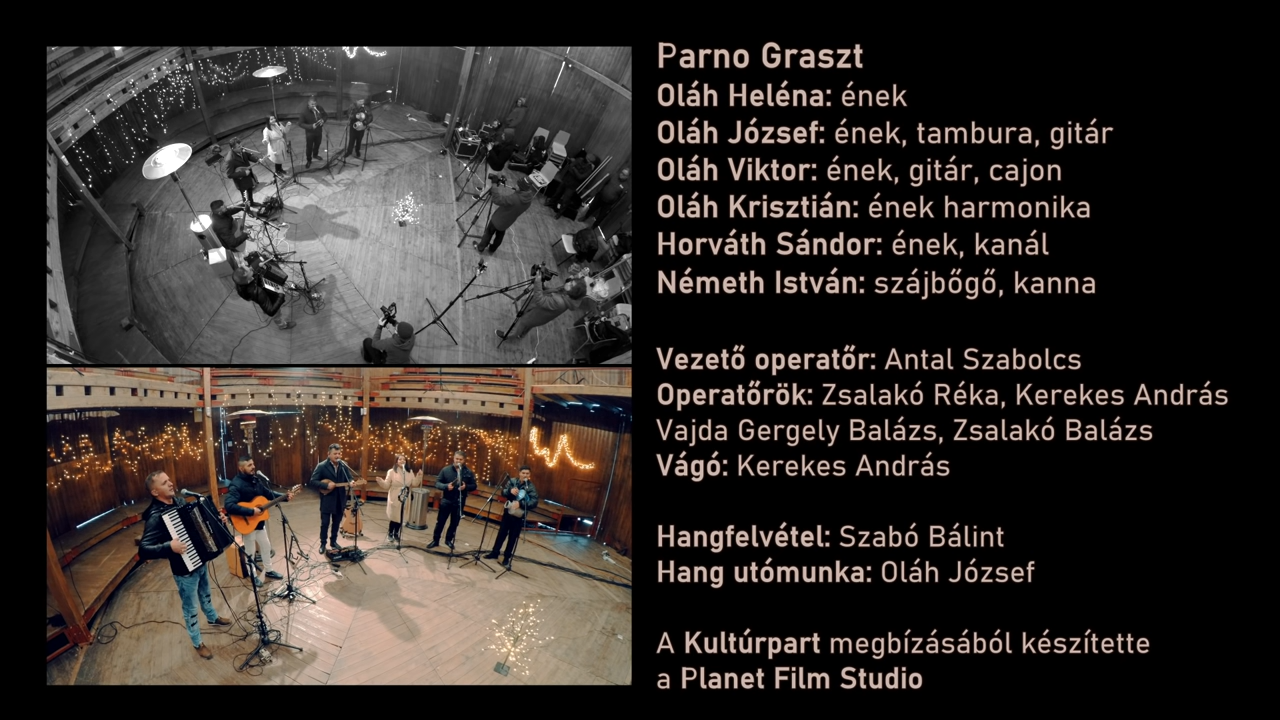 Parno Graszt
Oláh Heléna: ének
Oláh József: ének, tambura, gitár
Oláh Viktor: ének, gitár, cajon
Oláh Krisztián: ének harmonika
Horváth Sándor: ének, kanál
Németh István: szájbőgő, kanna
Vezető operatőr: Antal Szabolcs
Operatőrök: Zsalakó Réka, Kerekes András
Vajda Gergely Balázs, Zsalakó Balázs
Vágó: Kerekes András
Hangfelvétel: Szabó Bálint
Hang utómunka: Oláh József
A Kultúrpart megbízásából készítette
a Planet Film Studio